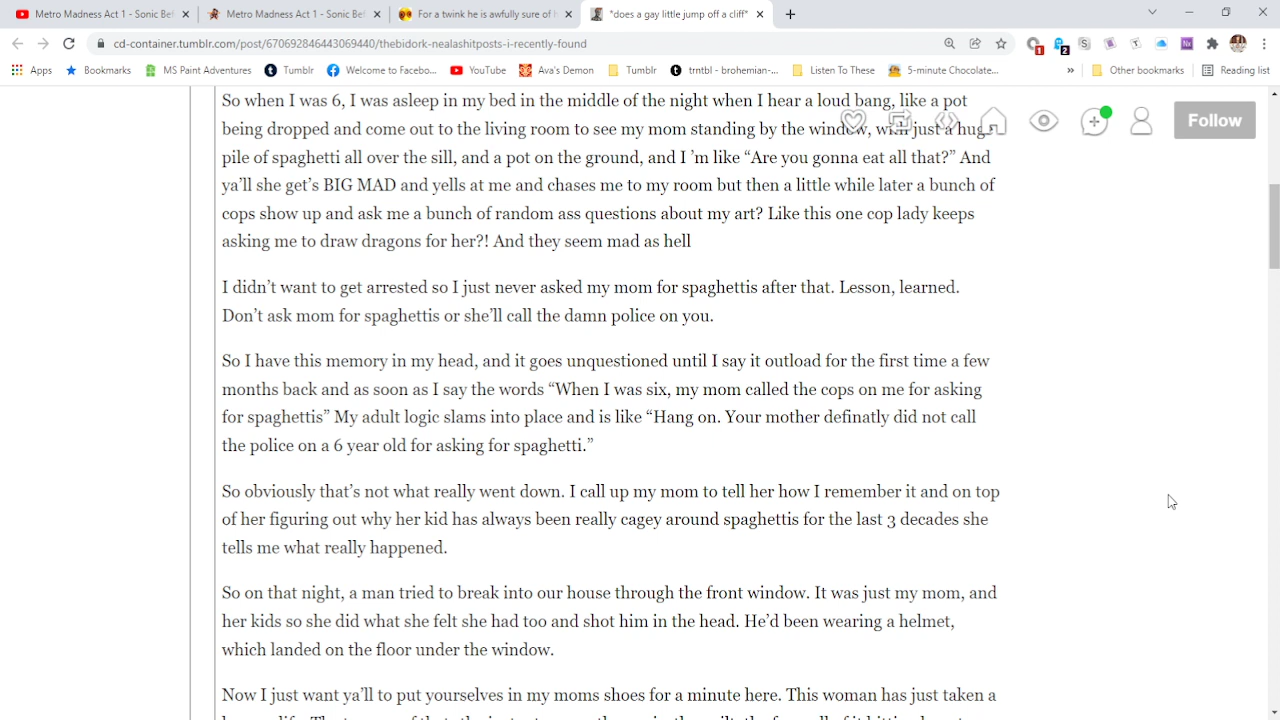 Metro Madness Act 1 - Sonic Be
Metro Madness Act 1 - Sonic Be
For a twink he is awfully sure of
*does a gay little jump off a cliff*
cd-container.tumblr.com/post/670692846443069440/thebidork-nealashitposts-i-recently-found
1
2
S
T
Nx
Apps
Bookmarks
MS Paint Adventures
Tumblr
Welcome to Facebo...
YouTube
Ava's Demon
Tumblr
trntbl - brohemian-...
Listen To These
5-minute Chocolate...
»
Other bookmarks
Reading list
Follow
So when I was 6, I was asleep in my bed in the middle of the night when I hear a loud bang, like a pot
being dropped and come out to the living room to see my mom standing by the window, with just a huge
pile of spaghetti all over the sill, and a pot on the ground, and I 'm like “Are you gonna eat all that?” And
ya'll she get's BIG MAD and yells at me and chases me to my room but then a little while later a bunch of
cops show up and ask me a bunch of random ass questions about my art? Like this one cop lady keeps
asking me to draw dragons for her?! And they seem mad as hell
I didn't want to get arrested so I just never asked my mom for spaghettis after that. Lesson, learned.
Don't ask mom for spaghettis or she'll call the damn police on you.
So I have this memory in my head, and it goes unquestioned until I say it outload for the first time a few
months back and as soon as I say the words “When I was six, my mom called the cops on me for asking
for spaghettis” My adult logic slams into place and is like “Hang on. Your mother definatly did not call
the police on a 6 year old for asking for spaghetti.”
So obviously that's not what really went down. I call up my mom to tell her how I remember it and on top
of her figuring out why her kid has always been really cagey around spaghettis for the last 3 decades she
tells me what really happened.
So on that night, a man tried to break into our house through the front window. It was just my mom, and
her kids so she did what she felt she had too and shot him in the head. He'd been wearing a helmet,
which landed on the floor under the window.
Now I just want ya'll to put yourselves in my moms shoes for a minute here. This woman has just taken a